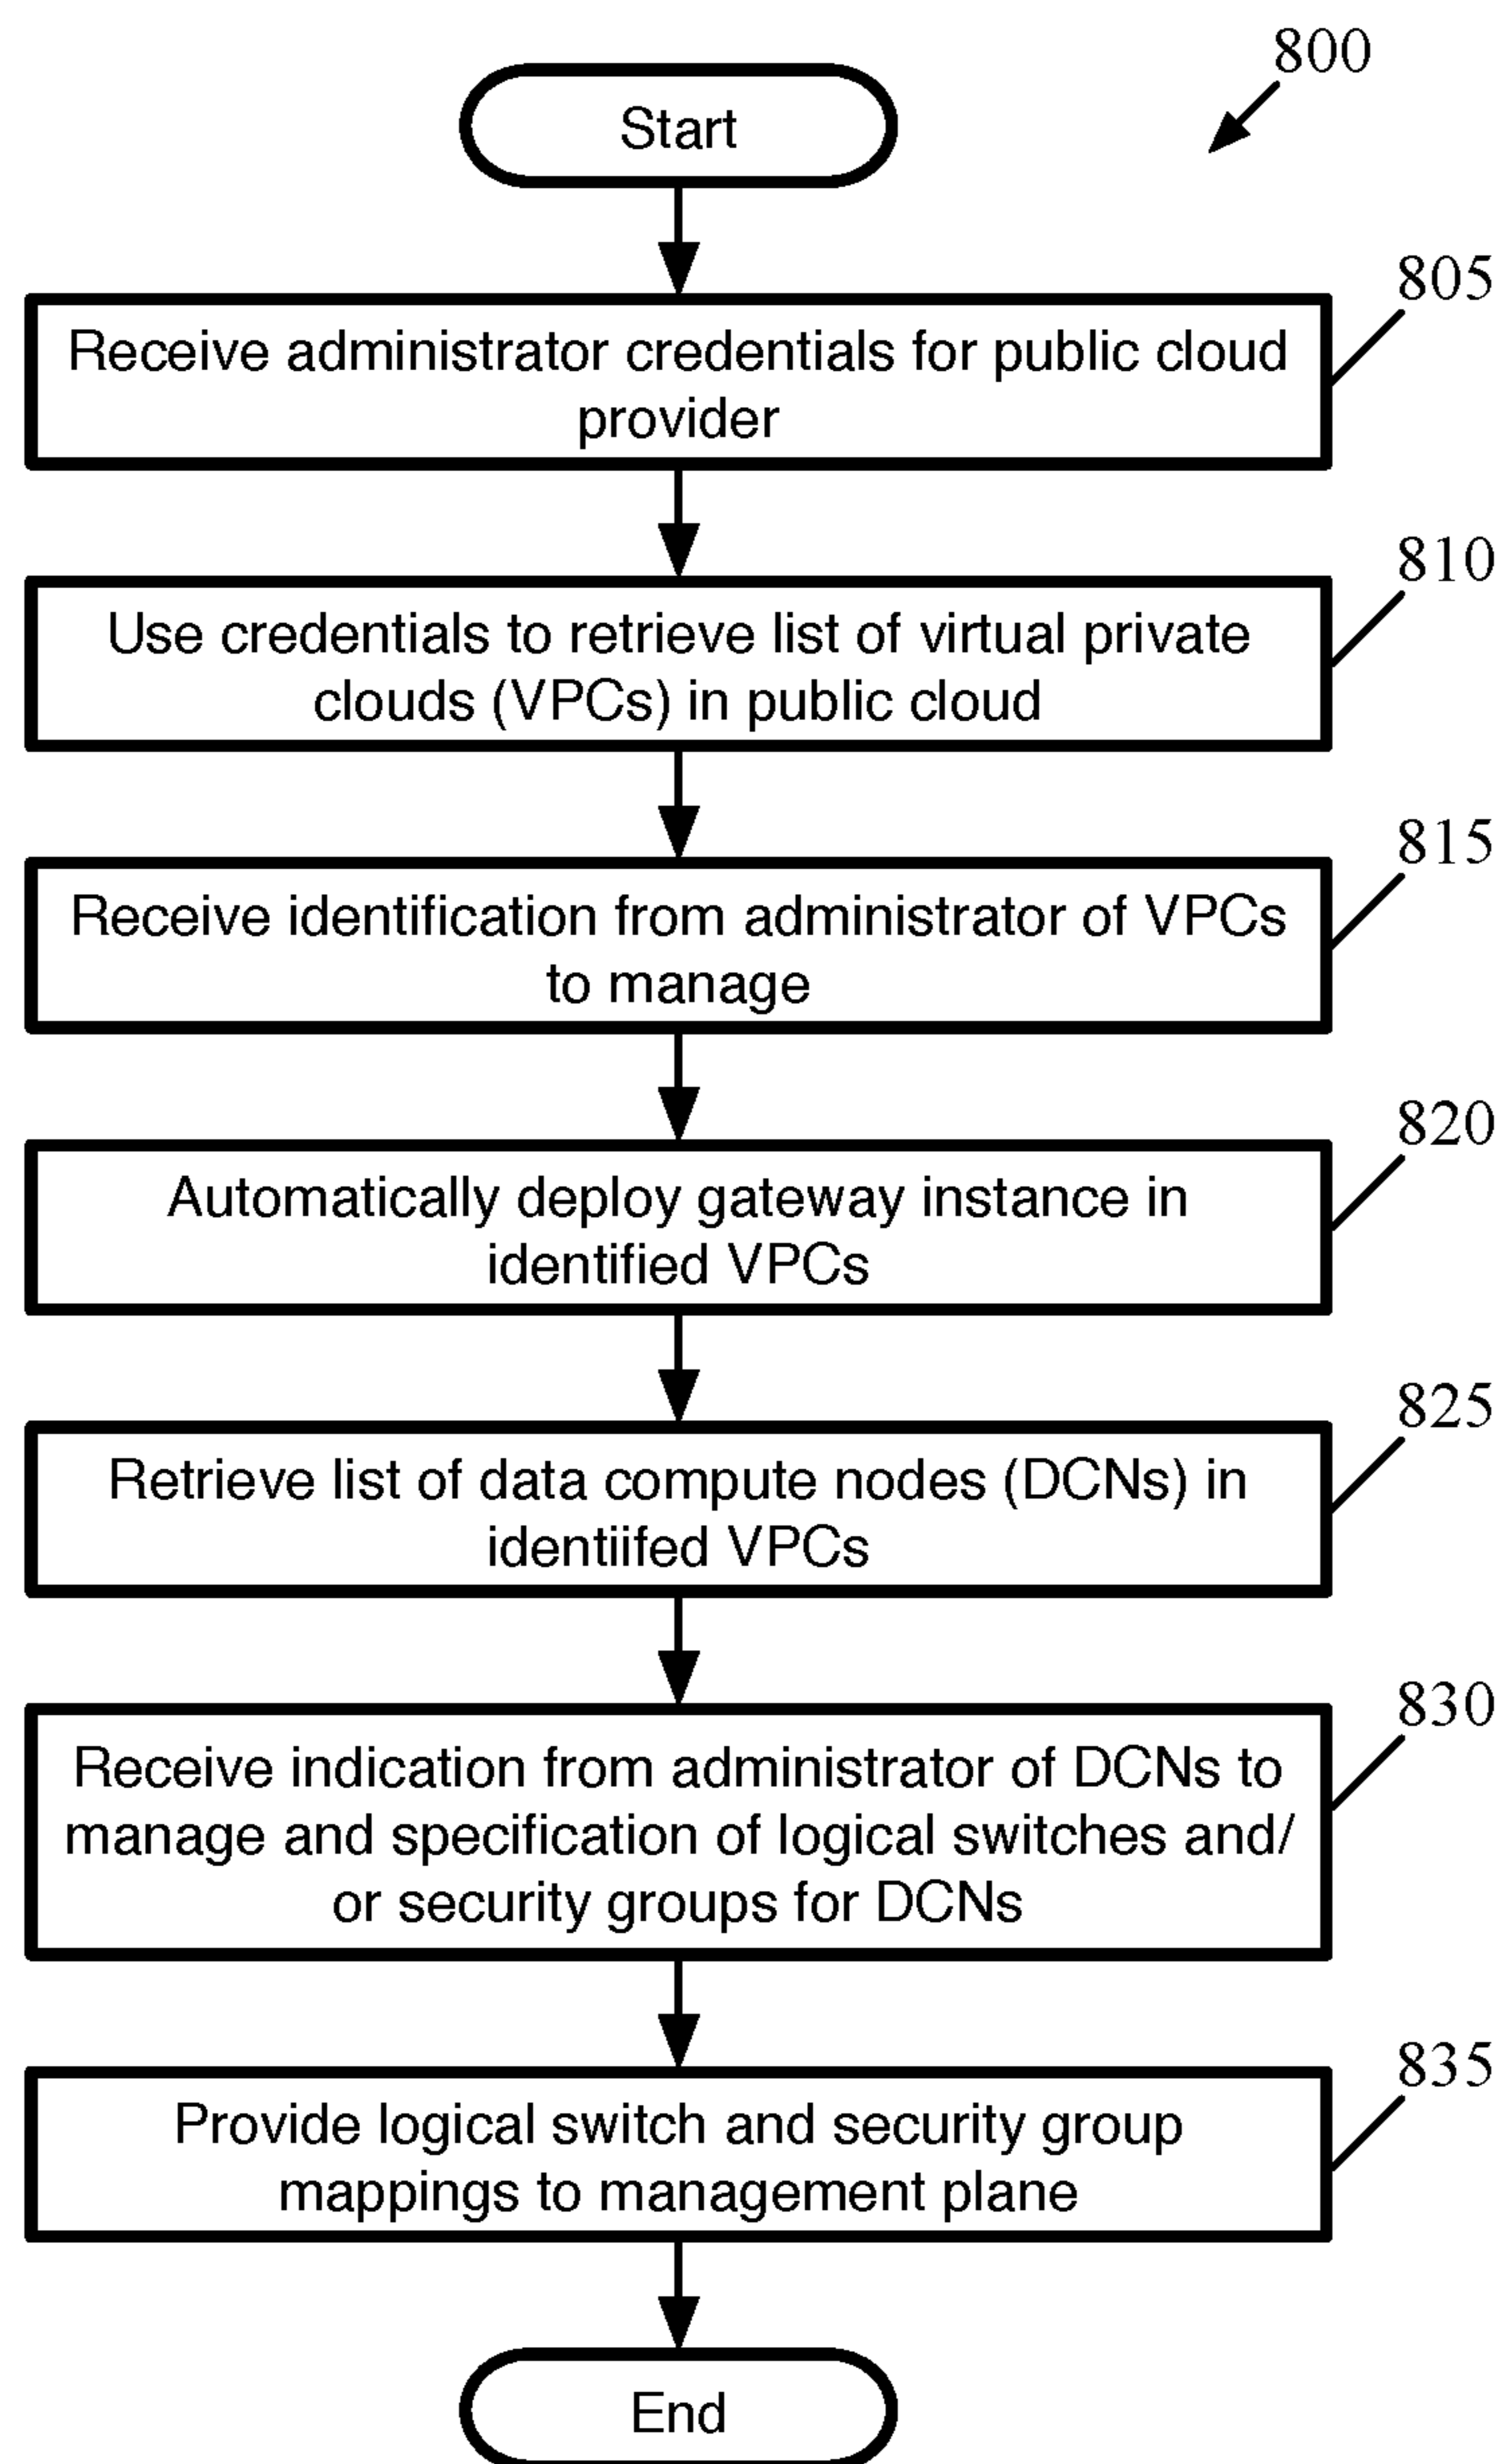 800
Start
805
Receive administrator credentials for public cloud
provider
810
Use credentials to retrieve list of virtual private
clouds (VPCs) in public cloud
815
Receive identification from administrator of VPCs
to manage
820
Automatically deploy gateway instance in
identified VPCs
825
Retrieve list of data compute nodes (DCNs) in
identiifed VPCs
830
Receive indication from administrator of DCNs to
manage and specification of logical switches and/
or security groups for DCNs
835
Provide logical switch and security group
mappings to management plane
End